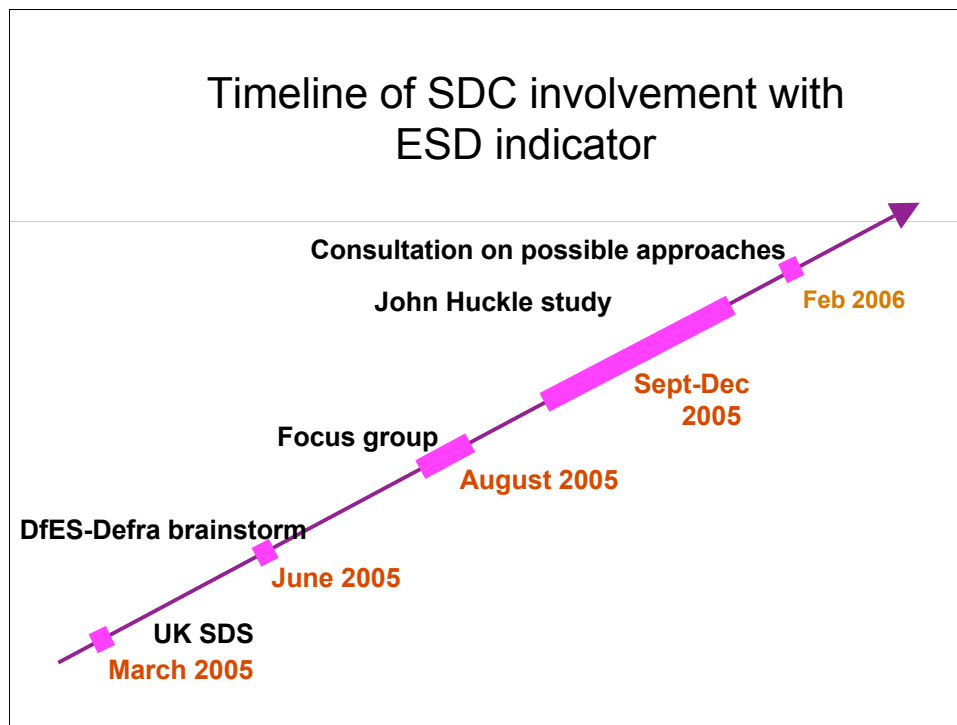 Timeline of SDC involvement with
ESD indicator
Consultation on possible approaches
Feb 2006
John Huckle study
Sept-Dec
2005
Focus group
August 2005
DfES-Defra brainstorm
June 2005
UK SDS
March 2005